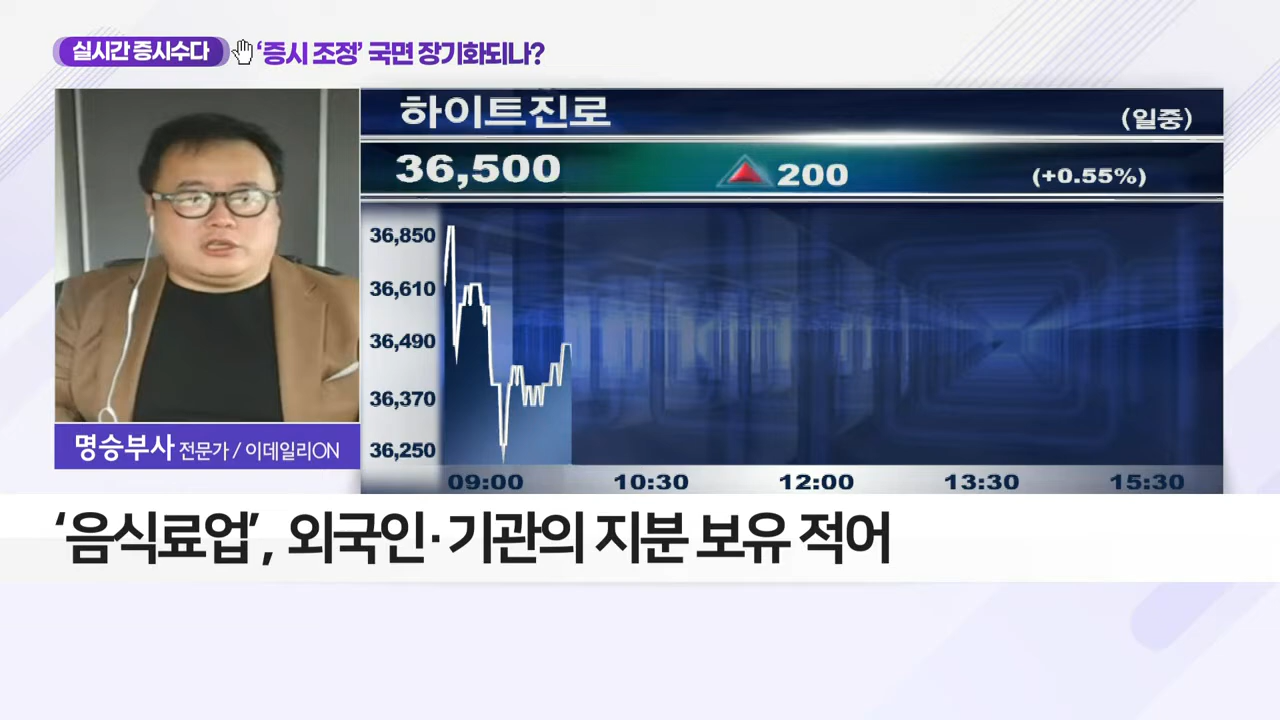 실시간 증시수다
‘증시 조정’ 국면 장기화되나?
하이트진로
(일중)
36,500
200
(+0.55%)
36,850
36,610
36,490
36,370
36,250
09:00 10:30 12:00 13:30 15:30
명승부사 전문가 / 이데일리ON
‘음식료업’, 외국인·기관의 지분 보유 적어